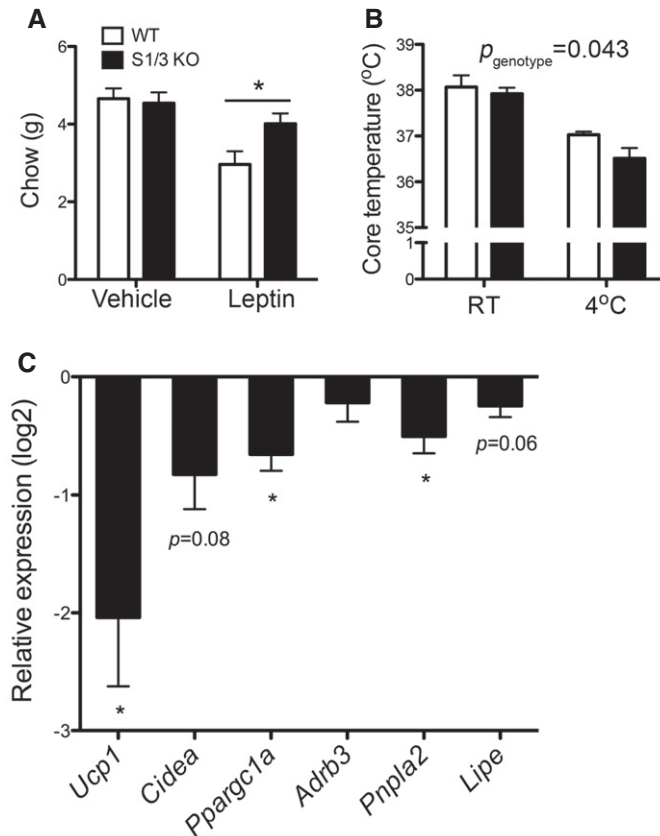 A
WT
S1/3 KO
Chow (g)
6
4
2
0
*
Vehicle
Leptin
B
Core temperature (ºC)
39
38
37
36
35
1
0
pgenotype=0.043
RT
4ºC
C
Relative expression (log2)
0
-1
-2
-3
*
p=0.08
*
*
p=0.06
Ucp1
Cidea
Ppargc1a
Adrb3
Pnpla2
Lipe